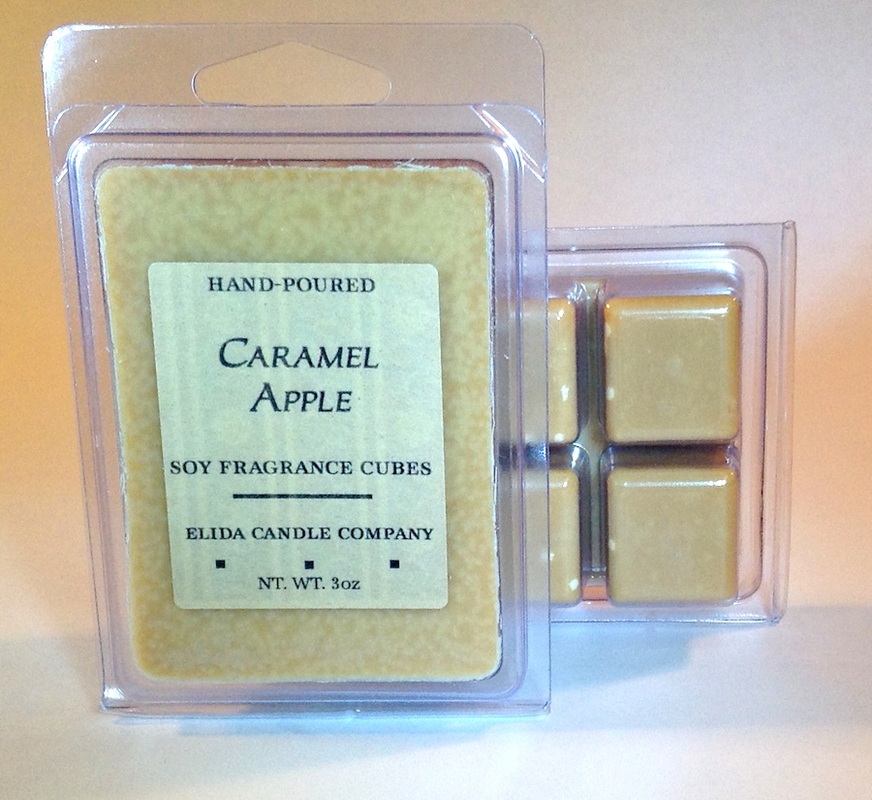 HAND-POURED
CARAMEL
APPLE
SOY FRAGRANCE CUBES
ELIDA CANDLE COMPANY
NT. WT. 3oz